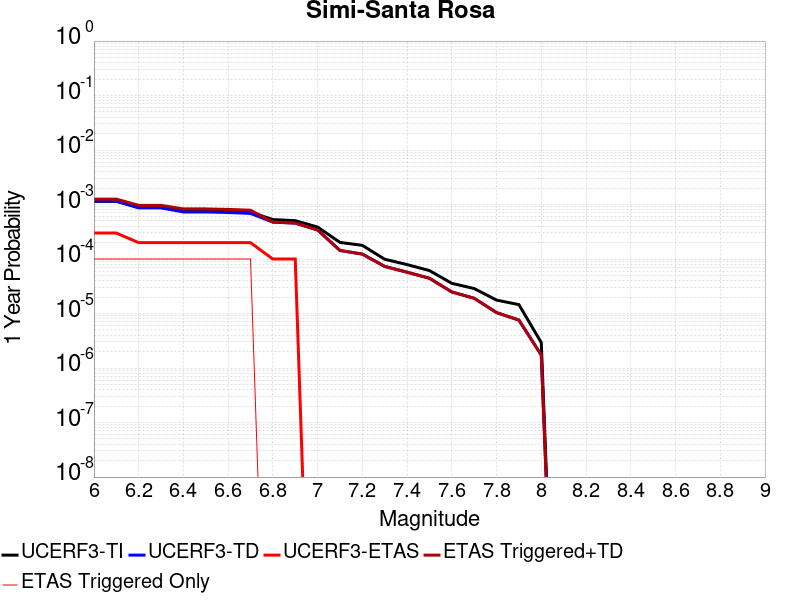 Simi-Santa Rosa
10^0
10^-1
10^-2
10^-3
10^-4
10^-5
10^-6
10^-7
10^-8
1 Year Probability
6 6.2 6.4 6.6 6.8 7 7.2 7.4 7.6 7.8 8 8.2 8.4 8.6 8.8 9
Magnitude
UCERF3-TI UCERF3-TD UCERF3-ETAS ETAS Triggered+TD
ETAS Triggered Only